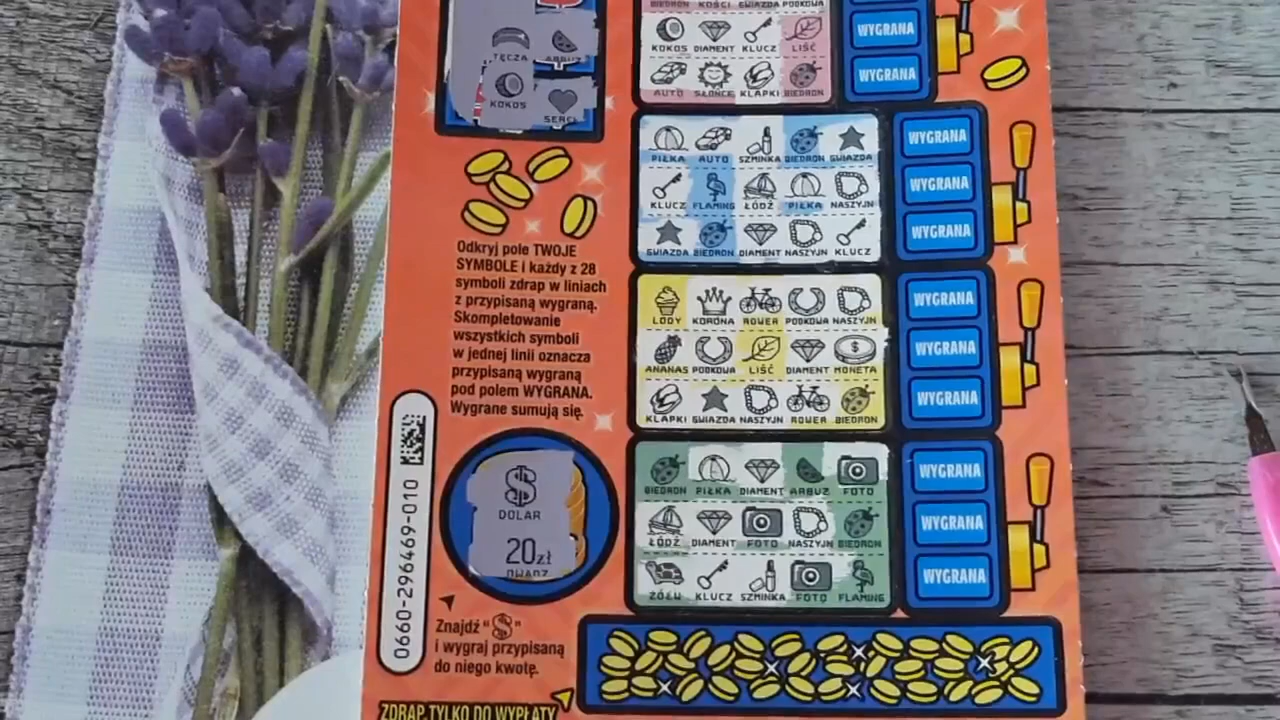 BIEDRON KOŚCI GWIAZDA PODKOWA
KOKOS DIAMENT KLUCZ LIŚĆ
AUTO SŁOŃCE KLAPKI BIEDRON
WYGRANA
WYGRANA
TĘCZA ARBUZ
KOKOS SERCE
PIŁKA AUTO SZMINKA BIEDRON GWIAZDA
KLUCZ FLAMING ŁÓDŹ PIŁKA NASZYJN
GWIAZDA BIEDRON DIAMENT NASZYJN KLUCZ
WYGRANA
WYGRANA
WYGRANA
Odkryj pole TWOJE
SYMBOLE i każdy z 28
symboli zdrap w liniach
z przypisaną wygraną.
Skompletowanie
wszystkich symboli
w jednej linii oznacza
przypisaną wygraną
pod polem WYGRANA.
Wygrane sumują się.
LODY KORONA ROWER PODKOWA NASZYJN
ANANAS PODKOWA LIŚĆ DIAMENT MONETA
KLAPKI GWIAZDA NASZYJN ROWER BIEDRON
WYGRANA
WYGRANA
WYGRANA
BIEDRON PIŁKA DIAMENT ARBUZ FOTO
ŁÓDŹ DIAMENT FOTO NASZYJN BIEDRON
ŻÓŁW KLUCZ SZMINKA FOTO FLAMING
WYGRANA
WYGRANA
WYGRANA
0660-296469-010
$
DOLAR
20zł
DWADZ
Znajdź "$"
i wygraj przypisaną
do niego kwotę.
ZDRAP TYLKO DO WYPŁATY